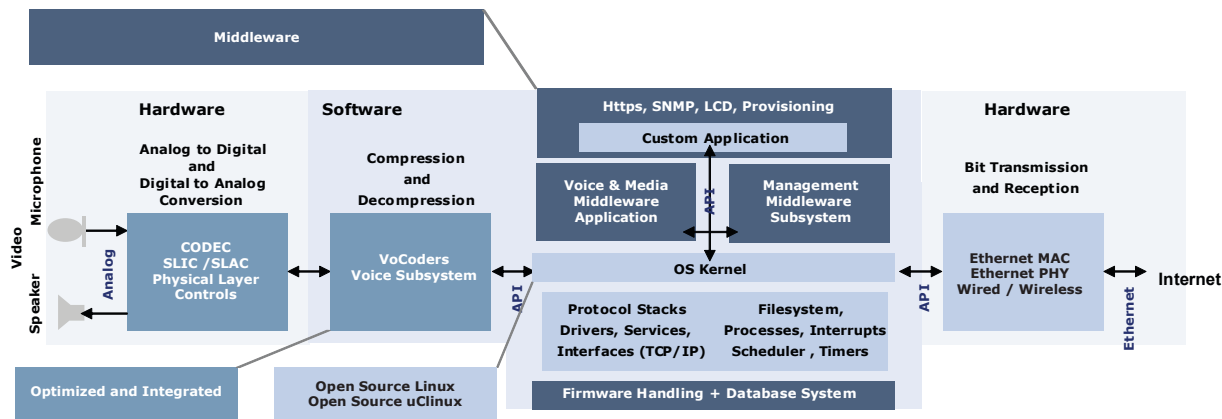 Middleware
Hardware
Software
Https, SNMP, LCD, Provisioning
Custom Application
Hardware
Analog to Digital
and
Digital to Analog
Conversion
Compression
and
Decompression
Voice & Media
Middleware
Application
API
Management
Middleware
Subsystem
Bit Transmission
and Reception
Video
Microphone
Speaker
Analog
CODEC
SLIC /SLAC
Physical Layer
Controls
VoCoders
Voice Subsystem
API
OS Kernel
API
Ethernet MAC
Ethernet PHY
Wired / Wireless
Ethernet
Internet
Protocol Stacks
Drivers, Services,
Interfaces (TCP/IP)
Filesystem,
Processes, Interrupts
Scheduler , Timers
Optimized and Integrated
Open Source Linux
Open Source uClinux
Firmware Handling + Database System